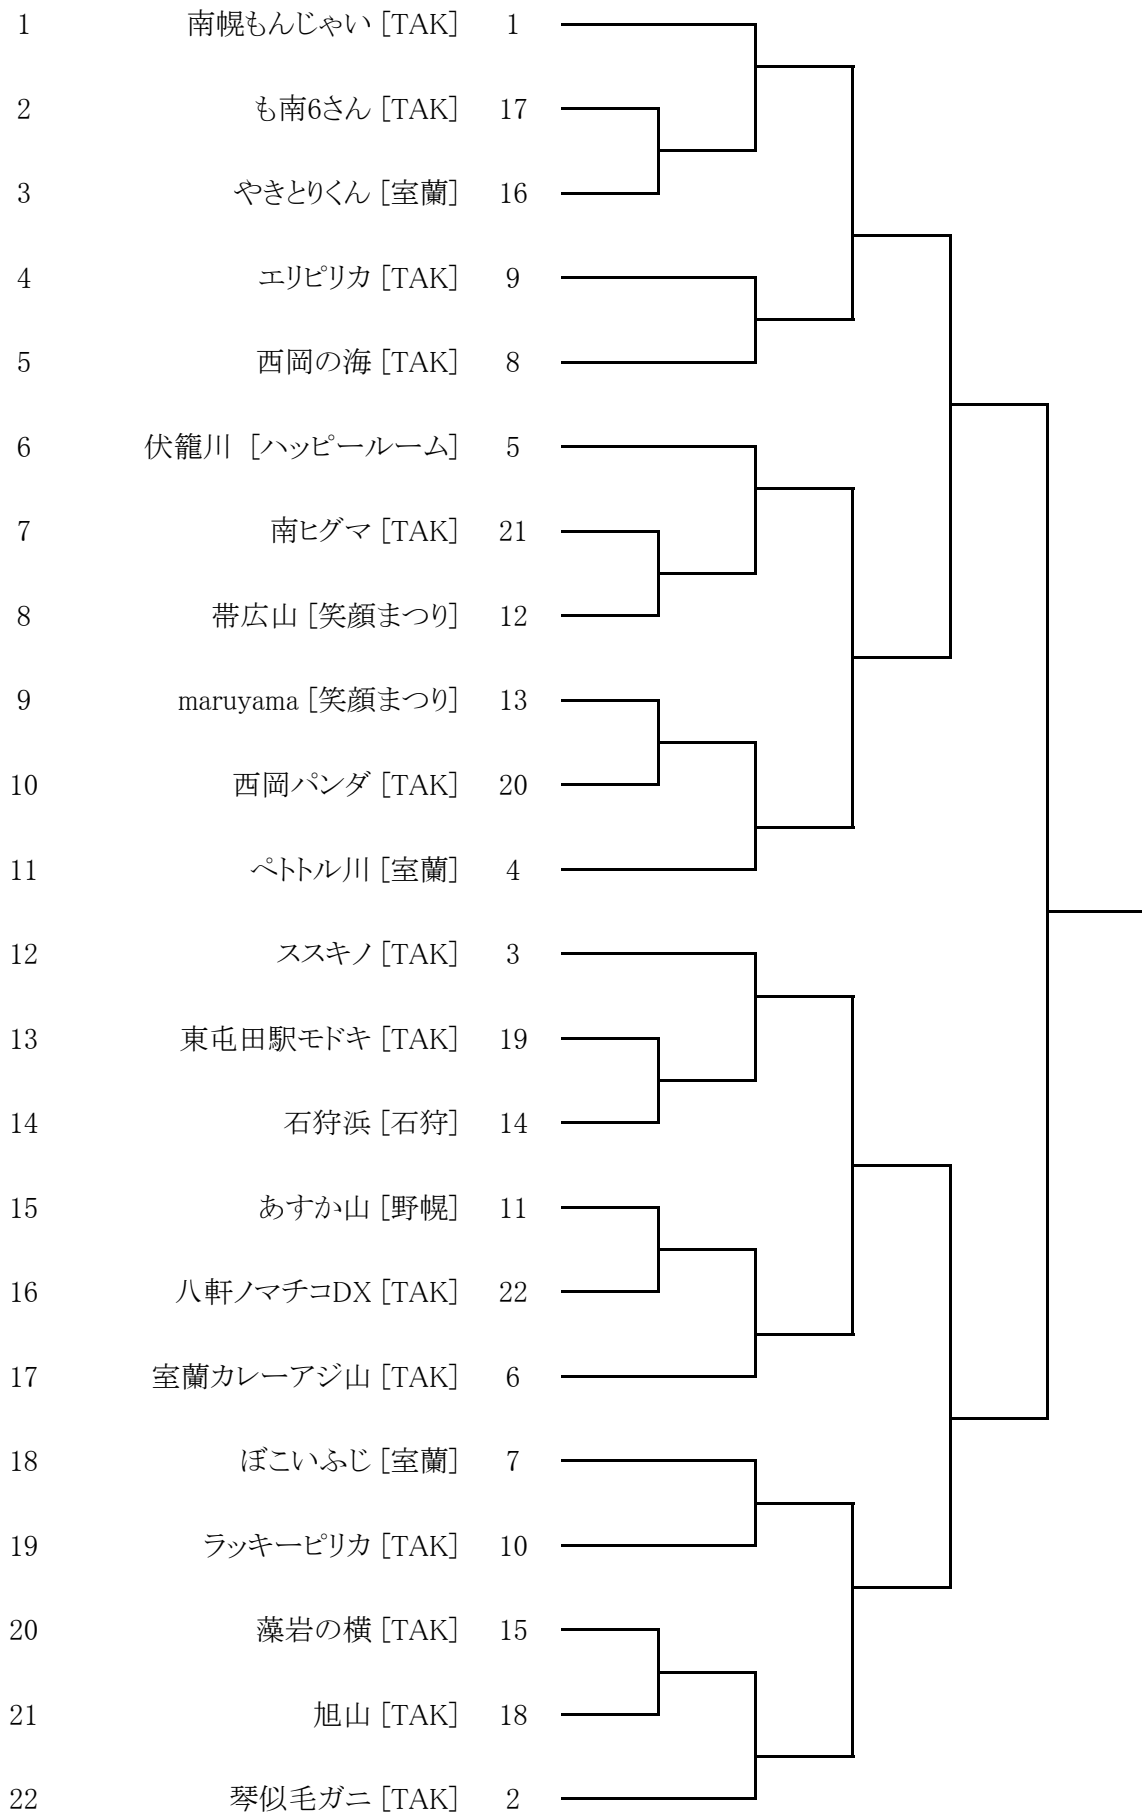 1 南幌もんじゃい [TAK] 1
2 も南6さん [TAK] 17
3 やきとりくん [室蘭] 16
4 エリピリカ [TAK] 9
5 西岡の海 [TAK] 8
6 伏籠川 [ハッピールーム] 5
7 南ヒグマ [TAK] 21
8 帯広山 [笑顔まつり] 12
9 maruyama [笑顔まつり] 13
10 西岡パンダ [TAK] 20
11 ペトトル川 [室蘭] 4
12 ススキノ [TAK] 3
13 東屯田駅モドキ [TAK] 19
14 石狩浜 [石狩] 14
15 あすか山 [野幌] 11
16 八軒ノマチコDX [TAK] 22
17 室蘭カレーアジ山 [TAK] 6
18 ぼこいふじ [室蘭] 7
19 ラッキーピリカ [TAK] 10
20 藻岩の横 [TAK] 15
21 旭山 [TAK] 18
22 琴似毛ガニ [TAK] 2